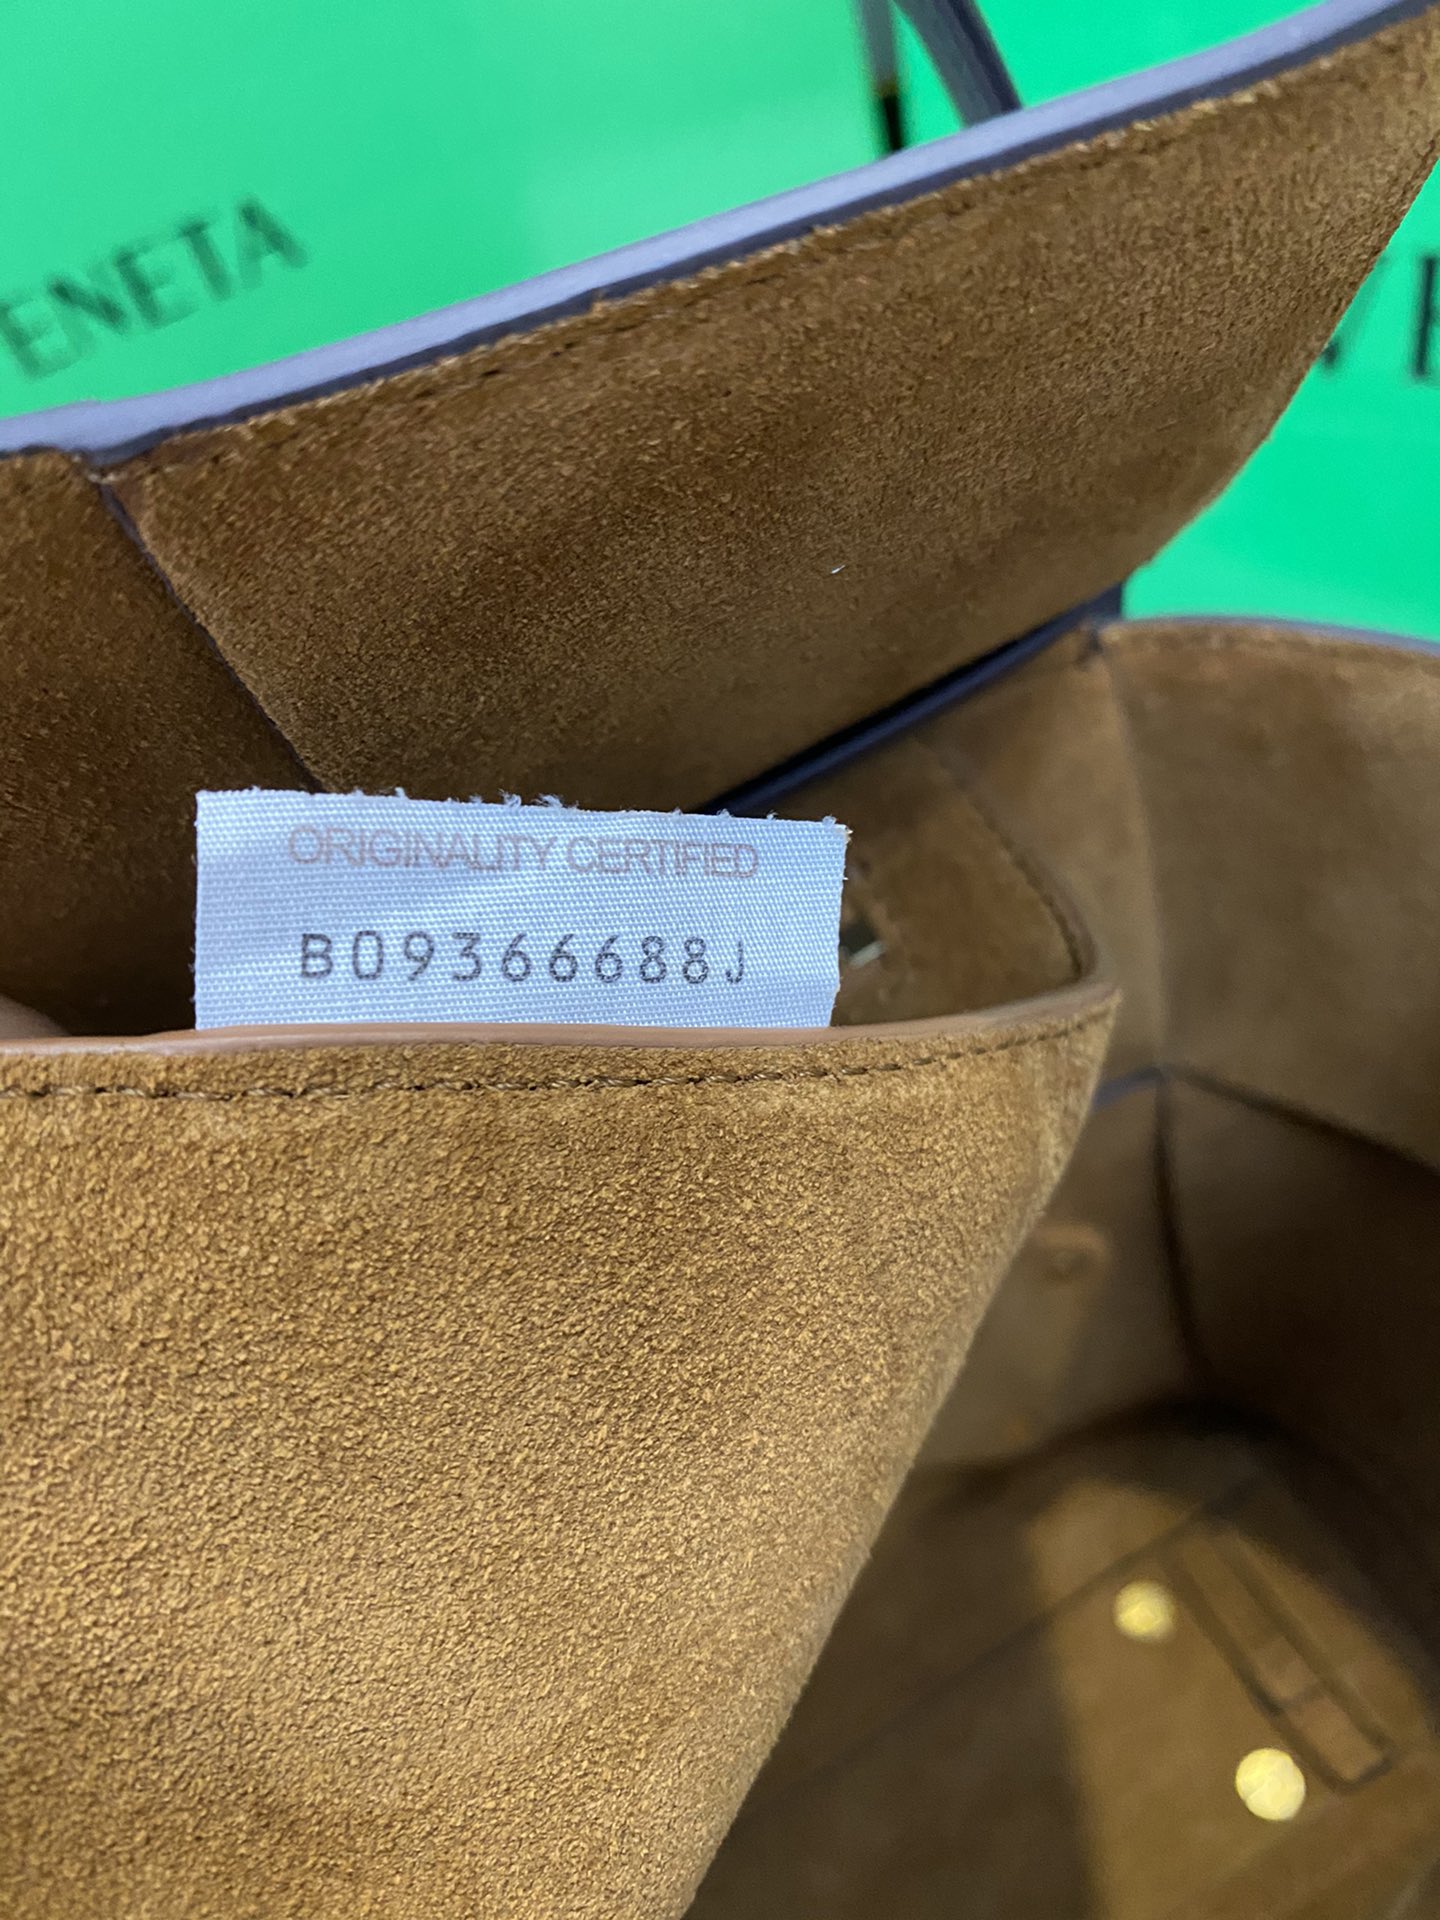 ENETA
ORIGINALITY CERTIFIED
B09366688J